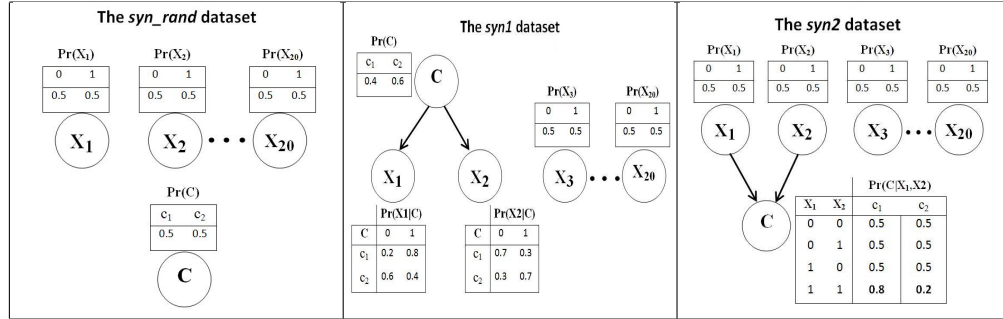 The syn_rand dataset
Pr(X1) Pr(X2) Pr(X20)
0 1 0 1 0 1
0.5 0.5 0.5 0.5 0.5 0.5
X1 X2 ••• X20
Pr(C)
c1 c2
0.5 0.5
C
The syn1 dataset
Pr(C)
c1 c2
0.4 0.6
C
Pr(X3) Pr(X20)
0 1 0 1
0.5 0.5 0.5 0.5
X1 X2 X3 ••• X20
Pr(X1|C) Pr(X2|C)
C 0 1 C 0 1
c1 0.2 0.8 c1 0.7 0.3
c2 0.6 0.4 c2 0.3 0.7
The syn2 dataset
Pr(X1) Pr(X2) Pr(X3) Pr(X20)
0 1 0 1 0 1 0 1
0.5 0.5 0.5 0.5 0.5 0.5 0.5 0.5
X1 X2 X3 ••• X20
C
Pr(C|X1,X2)
X1 X2 c1 c2
0 0 0.5 0.5
0 1 0.5 0.5
1 0 0.5 0.5
1 1 0.8 0.2